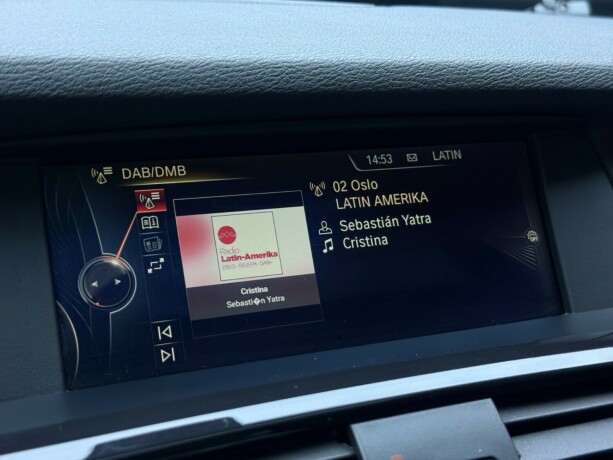 DAB/DMB
14:53
LATIN
02 Oslo
LATIN AMERIKA
Sebastián Yatra
Cristina
Radio
Latin-Amerika
Cristina
Sebasti�n Yatra